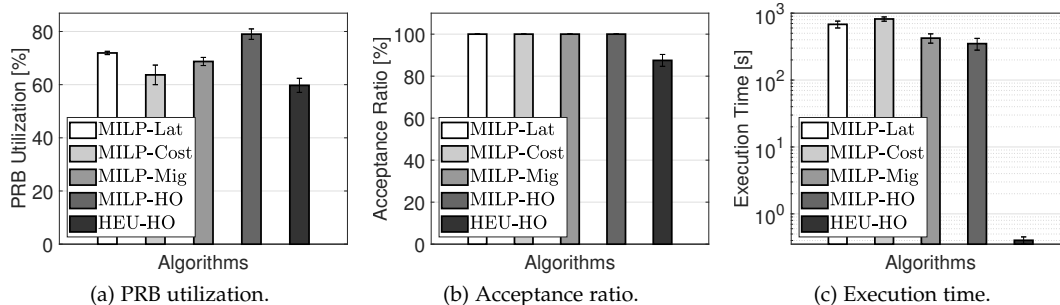 PRB Utilization [%]
80
60
40
20
0
MILP-Lat
MILP-Cost
MILP-Mig
MILP-HO
HEU-HO
Algorithms
(a) PRB utilization.
Acceptance Ratio [%]
100
80
60
40
20
0
MILP-Lat
MILP-Cost
MILP-Mig
MILP-HO
HEU-HO
Algorithms
(b) Acceptance ratio.
Execution Time [s]
10³
10²
10¹
10⁰
MILP-Lat
MILP-Cost
MILP-Mig
MILP-HO
HEU-HO
Algorithms
(c) Execution time.